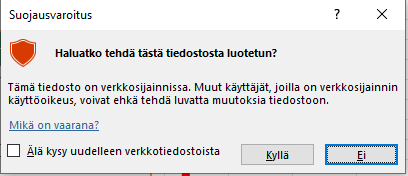 Suojausvaroitus
Haluatko tehdä tästä tiedostosta luotetun?
Tämä tiedosto on verkkosijainnissa. Muut käyttäjät, joilla on verkkosijainnin
käyttöoikeus, voivat ehkä tehdä luvatta muutoksia tiedostoon.
Mikä on vaarana?
Älä kysy uudelleen verkkotiedostoista
Kyllä
Ei